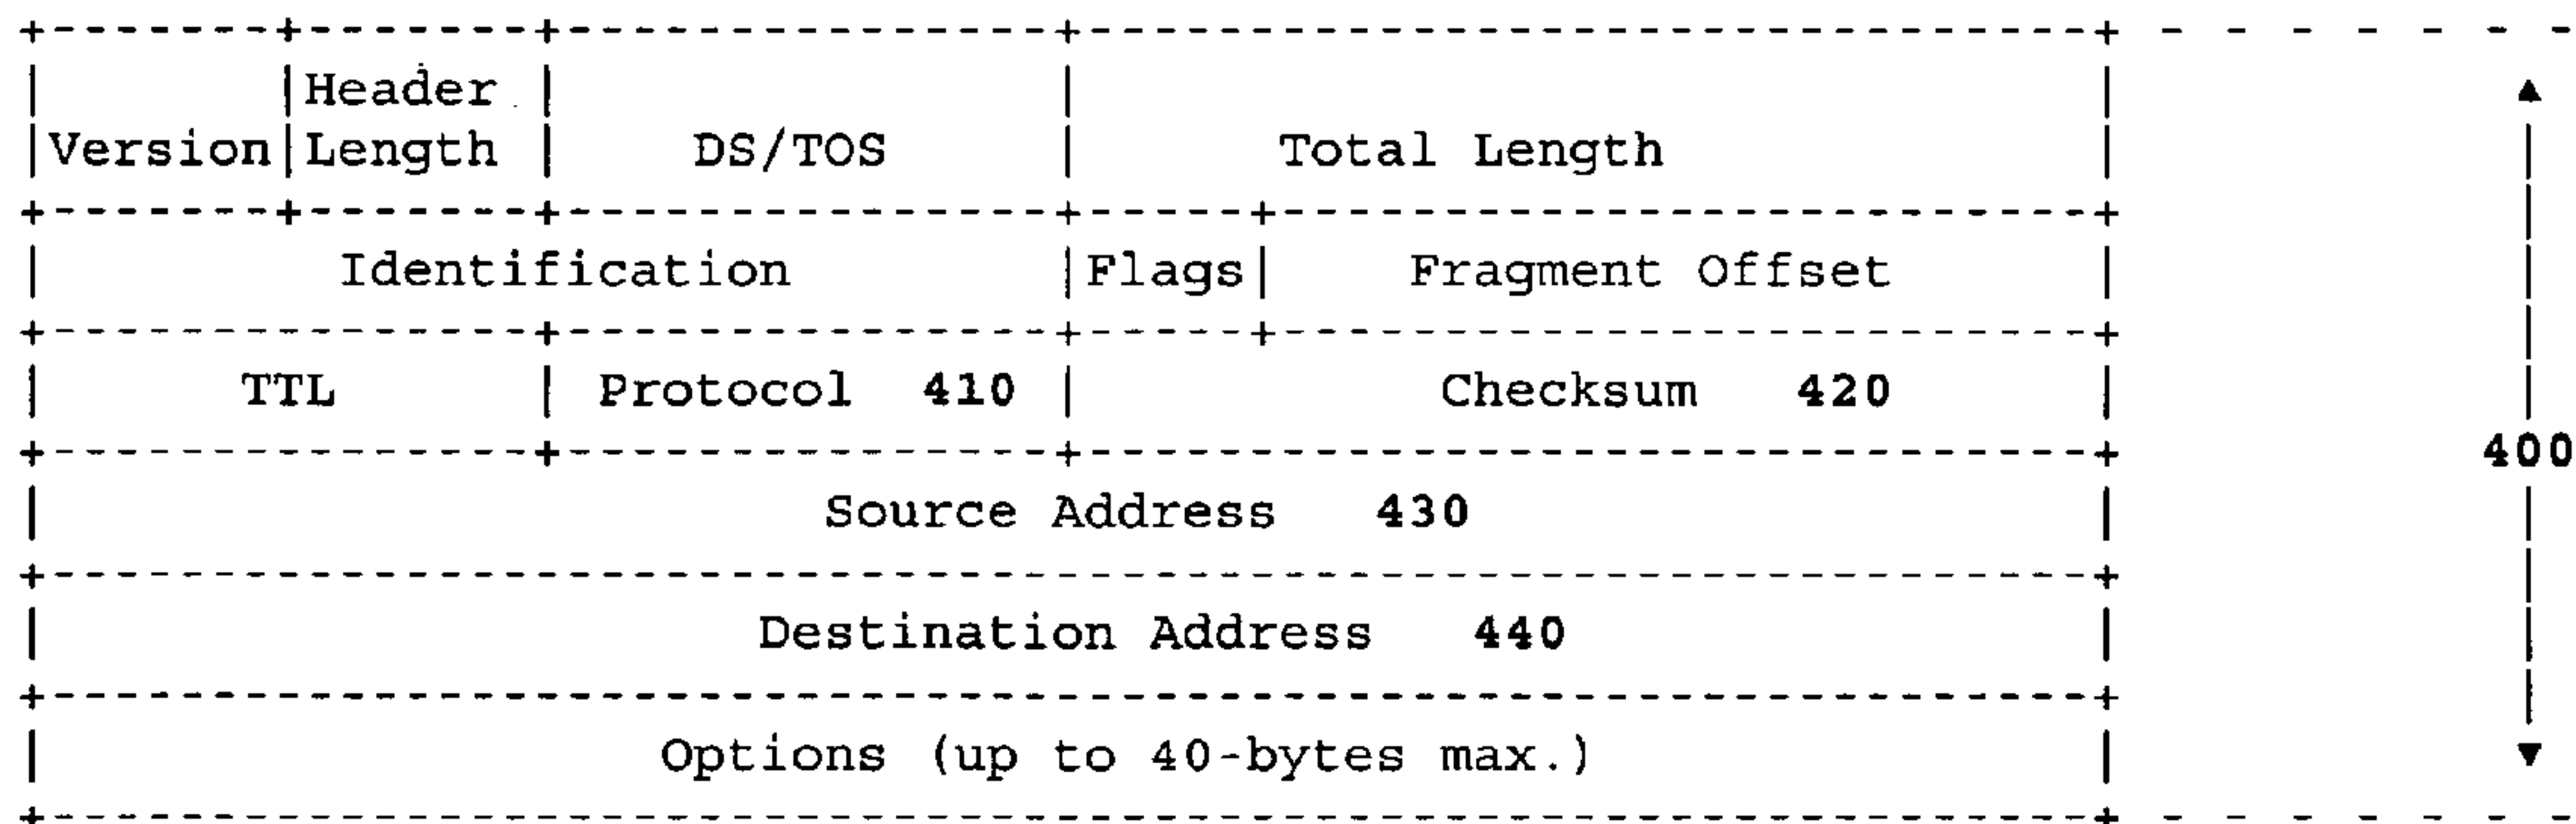 Header
Version Length DS/TOS Total Length
Identification Flags Fragment Offset
TTL Protocol 410 Checksum 420
400
Source Address 430
Destination Address 440
Options (up to 40-bytes max.)